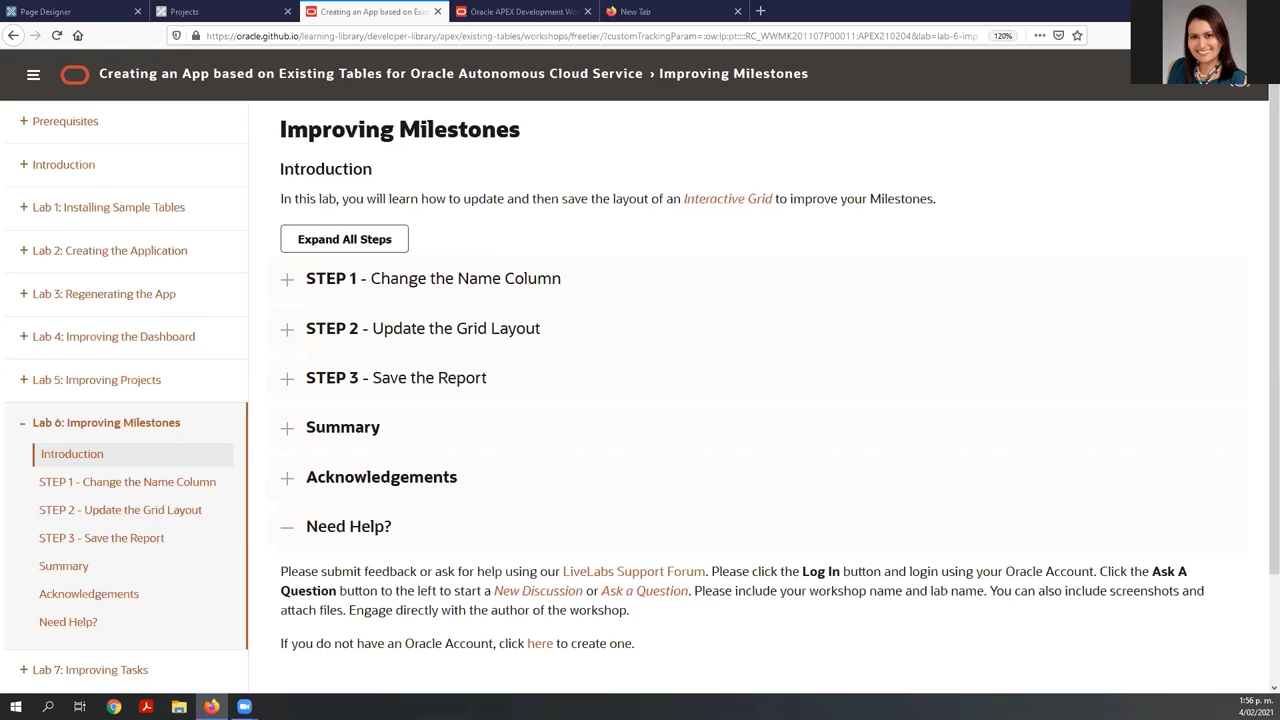 Page Designer
Projects
Creating an App based on Exist
Oracle APEX Development Wo
New Tab
https://oracle.github.io/learning-library/developer-library/apex/existing-tables/workshops/freetier/?customTrackingParam=:ow:lp:pt::::RC_WWMK201107P00011:APEX210204&lab=lab-6-imp
120%
Creating an App based on Existing Tables for Oracle Autonomous Cloud Service › Improving Milestones
+ Prerequisites
+ Introduction
+ Lab 1: Installing Sample Tables
+ Lab 2: Creating the Application
+ Lab 3: Regenerating the App
+ Lab 4: Improving the Dashboard
+ Lab 5: Improving Projects
- Lab 6: Improving Milestones
Introduction
STEP 1 - Change the Name Column
STEP 2 - Update the Grid Layout
STEP 3 - Save the Report
Summary
Acknowledgements
Need Help?
+ Lab 7: Improving Tasks
Improving Milestones
Introduction
In this lab, you will learn how to update and then save the layout of an Interactive Grid to improve your Milestones.
Expand All Steps
STEP 1 - Change the Name Column
STEP 2 - Update the Grid Layout
STEP 3 - Save the Report
Summary
Acknowledgements
Need Help?
Please submit feedback or ask for help using our LiveLabs Support Forum. Please click the Log In button and login using your Oracle Account. Click the Ask A
Question button to the left to start a New Discussion or Ask a Question. Please include your workshop name and lab name. You can also include screenshots and
attach files. Engage directly with the author of the workshop.
If you do not have an Oracle Account, click here to create one.
1:56 p. m.
4/02/2021